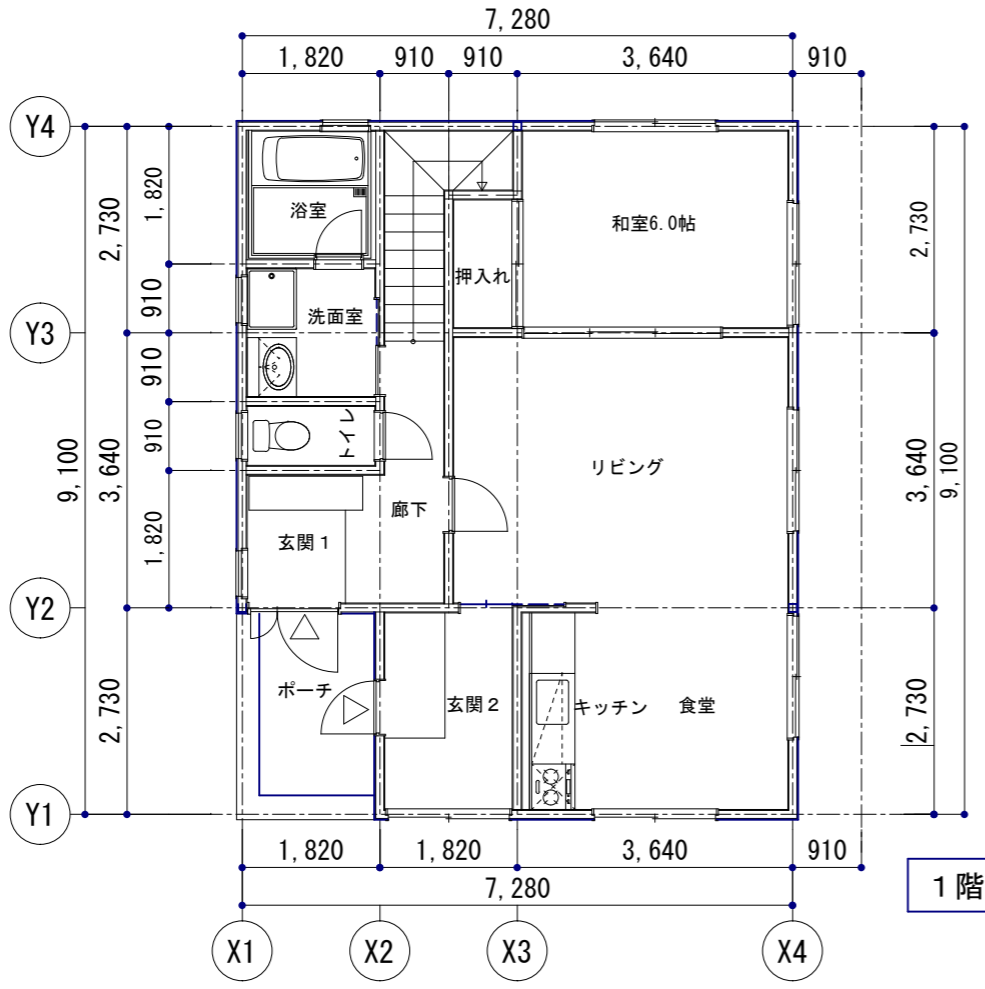 7,280
1,820
910
910
3,640
910
Y4
Y3
Y2
Y1
9,100
2,730
3,640
2,730
1,820
910
910
910
1,820
浴室
洗面室
トイレ
玄関1
廊下
押入れ
和室6.0帖
リビング
ポーチ
玄関2
キッチン
食堂
2,730
3,640
2,730
9,100
1,820
1,820
3,640
910
7,280
X1
X2
X3
X4
1階